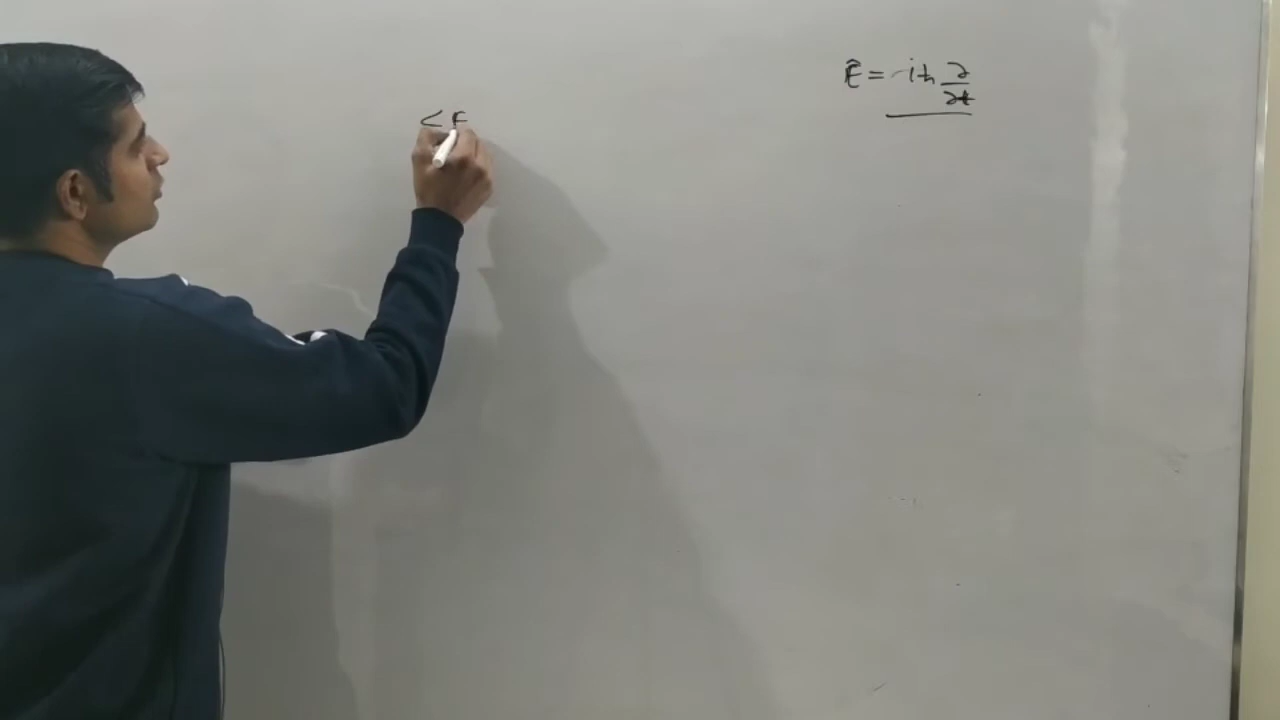 Ê = -iħ ∂/∂t
< E